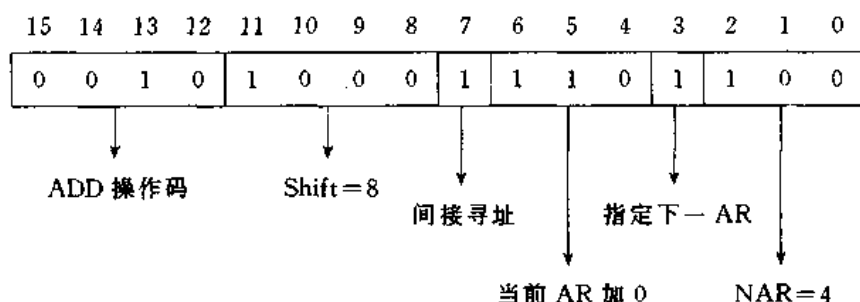 15 14 13 12 11 10 9 8 7 6 5 4 3 2 1 0
0 0 1 0 1 0 0 0 1 1 1 0 1 1 0 0
ADD 操作码
Shift=8
间接寻址
指定下一 AR
当前 AR 加 0
NAR=4